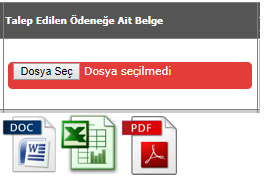 Talep Edilen Ödeneğe Ait Belge
Dosya Seç Dosya seçilmedi
DOC PDF